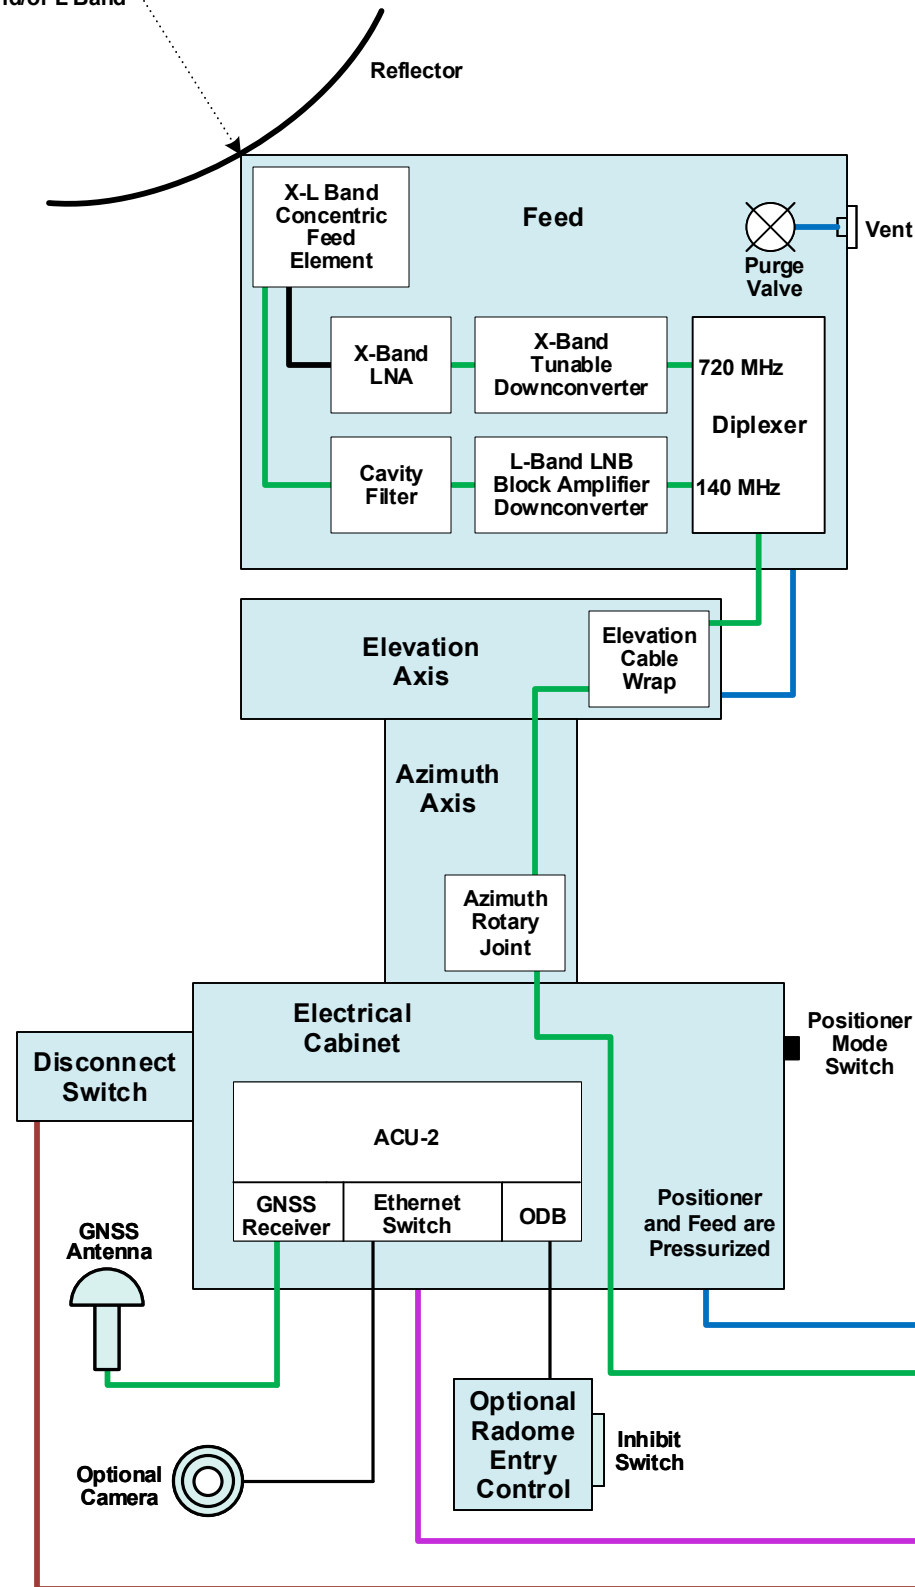 Reflector
X-L Band
Concentric
Feed
Element
Feed
Purge
Valve
Vent
X-Band
LNA
X-Band
Tunable
Downconverter
720 MHz
Diplexer
Cavity
Filter
L-Band LNB
Block Amplifier
Downconverter
140 MHz
Elevation
Axis
Elevation
Cable
Wrap
Azimuth
Axis
Azimuth
Rotary
Joint
Electrical
Cabinet
Positioner
Mode
Switch
Disconnect
Switch
ACU-2
GNSS
Receiver
Ethernet
Switch
ODB
Positioner
and Feed are
Pressurized
GNSS
Antenna
Optional
Radome
Entry
Control
Inhibit
Switch
Optional
Camera